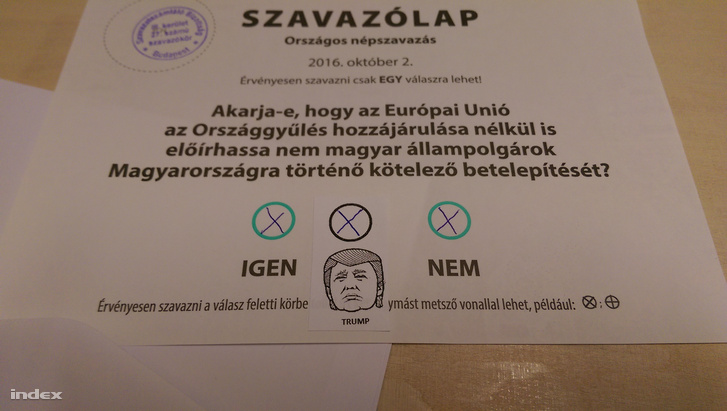 SZAVAZÓLAP
Országos népszavazás
2016. október 2.
Érvényesen szavazni csak EGY válaszra lehet!
Akarja-e, hogy az Európai Unió
az Országgyűlés hozzájárulása nélkül is
előírhassa nem magyar állampolgárok
Magyarországra történő kötelező betelepítését?
IGEN
NEM
TRUMP
Érvényesen szavazni a válasz feletti körbe ymást metsző vonallal lehet, például:
index